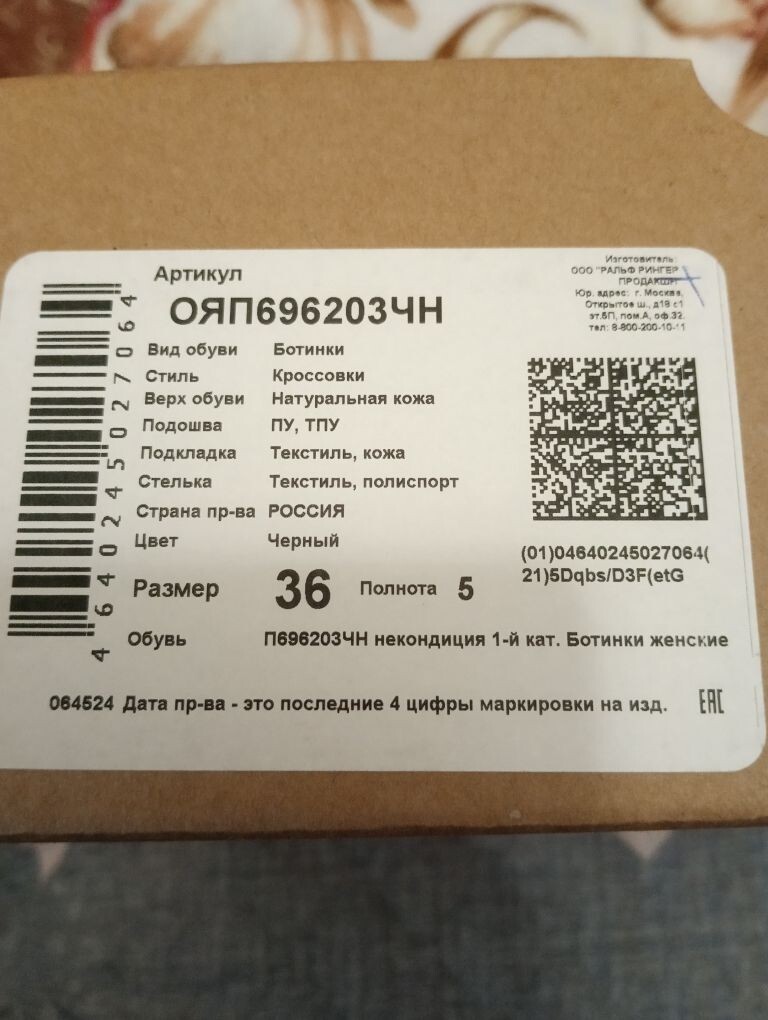 Артикул
ОЯП696203ЧН
Изготовитель:
ООО "РАЛЬФ РИНГЕР
ПРОДАКШН"
Юр. адрес: г. Москва,
Открытое ш., д18 с1
эт.6П, пом.А, оф.32.
тел: 8-800-200-10-11
Вид обуви Ботинки
Стиль Кроссовки
Верх обуви Натуральная кожа
Подошва ПУ, ТПУ
Подкладка Текстиль, кожа
Стелька Текстиль, полиспорт
Страна пр-ва РОССИЯ
Цвет Черный
Размер 36 Полнота 5
(01)04640245027064(
21)5Dqbs/D3F(etG
Обувь П696203ЧН некондиция 1-й кат. Ботинки женские
064524 Дата пр-ва - это последние 4 цифры маркировки на изд. EAC
4 640245 027064